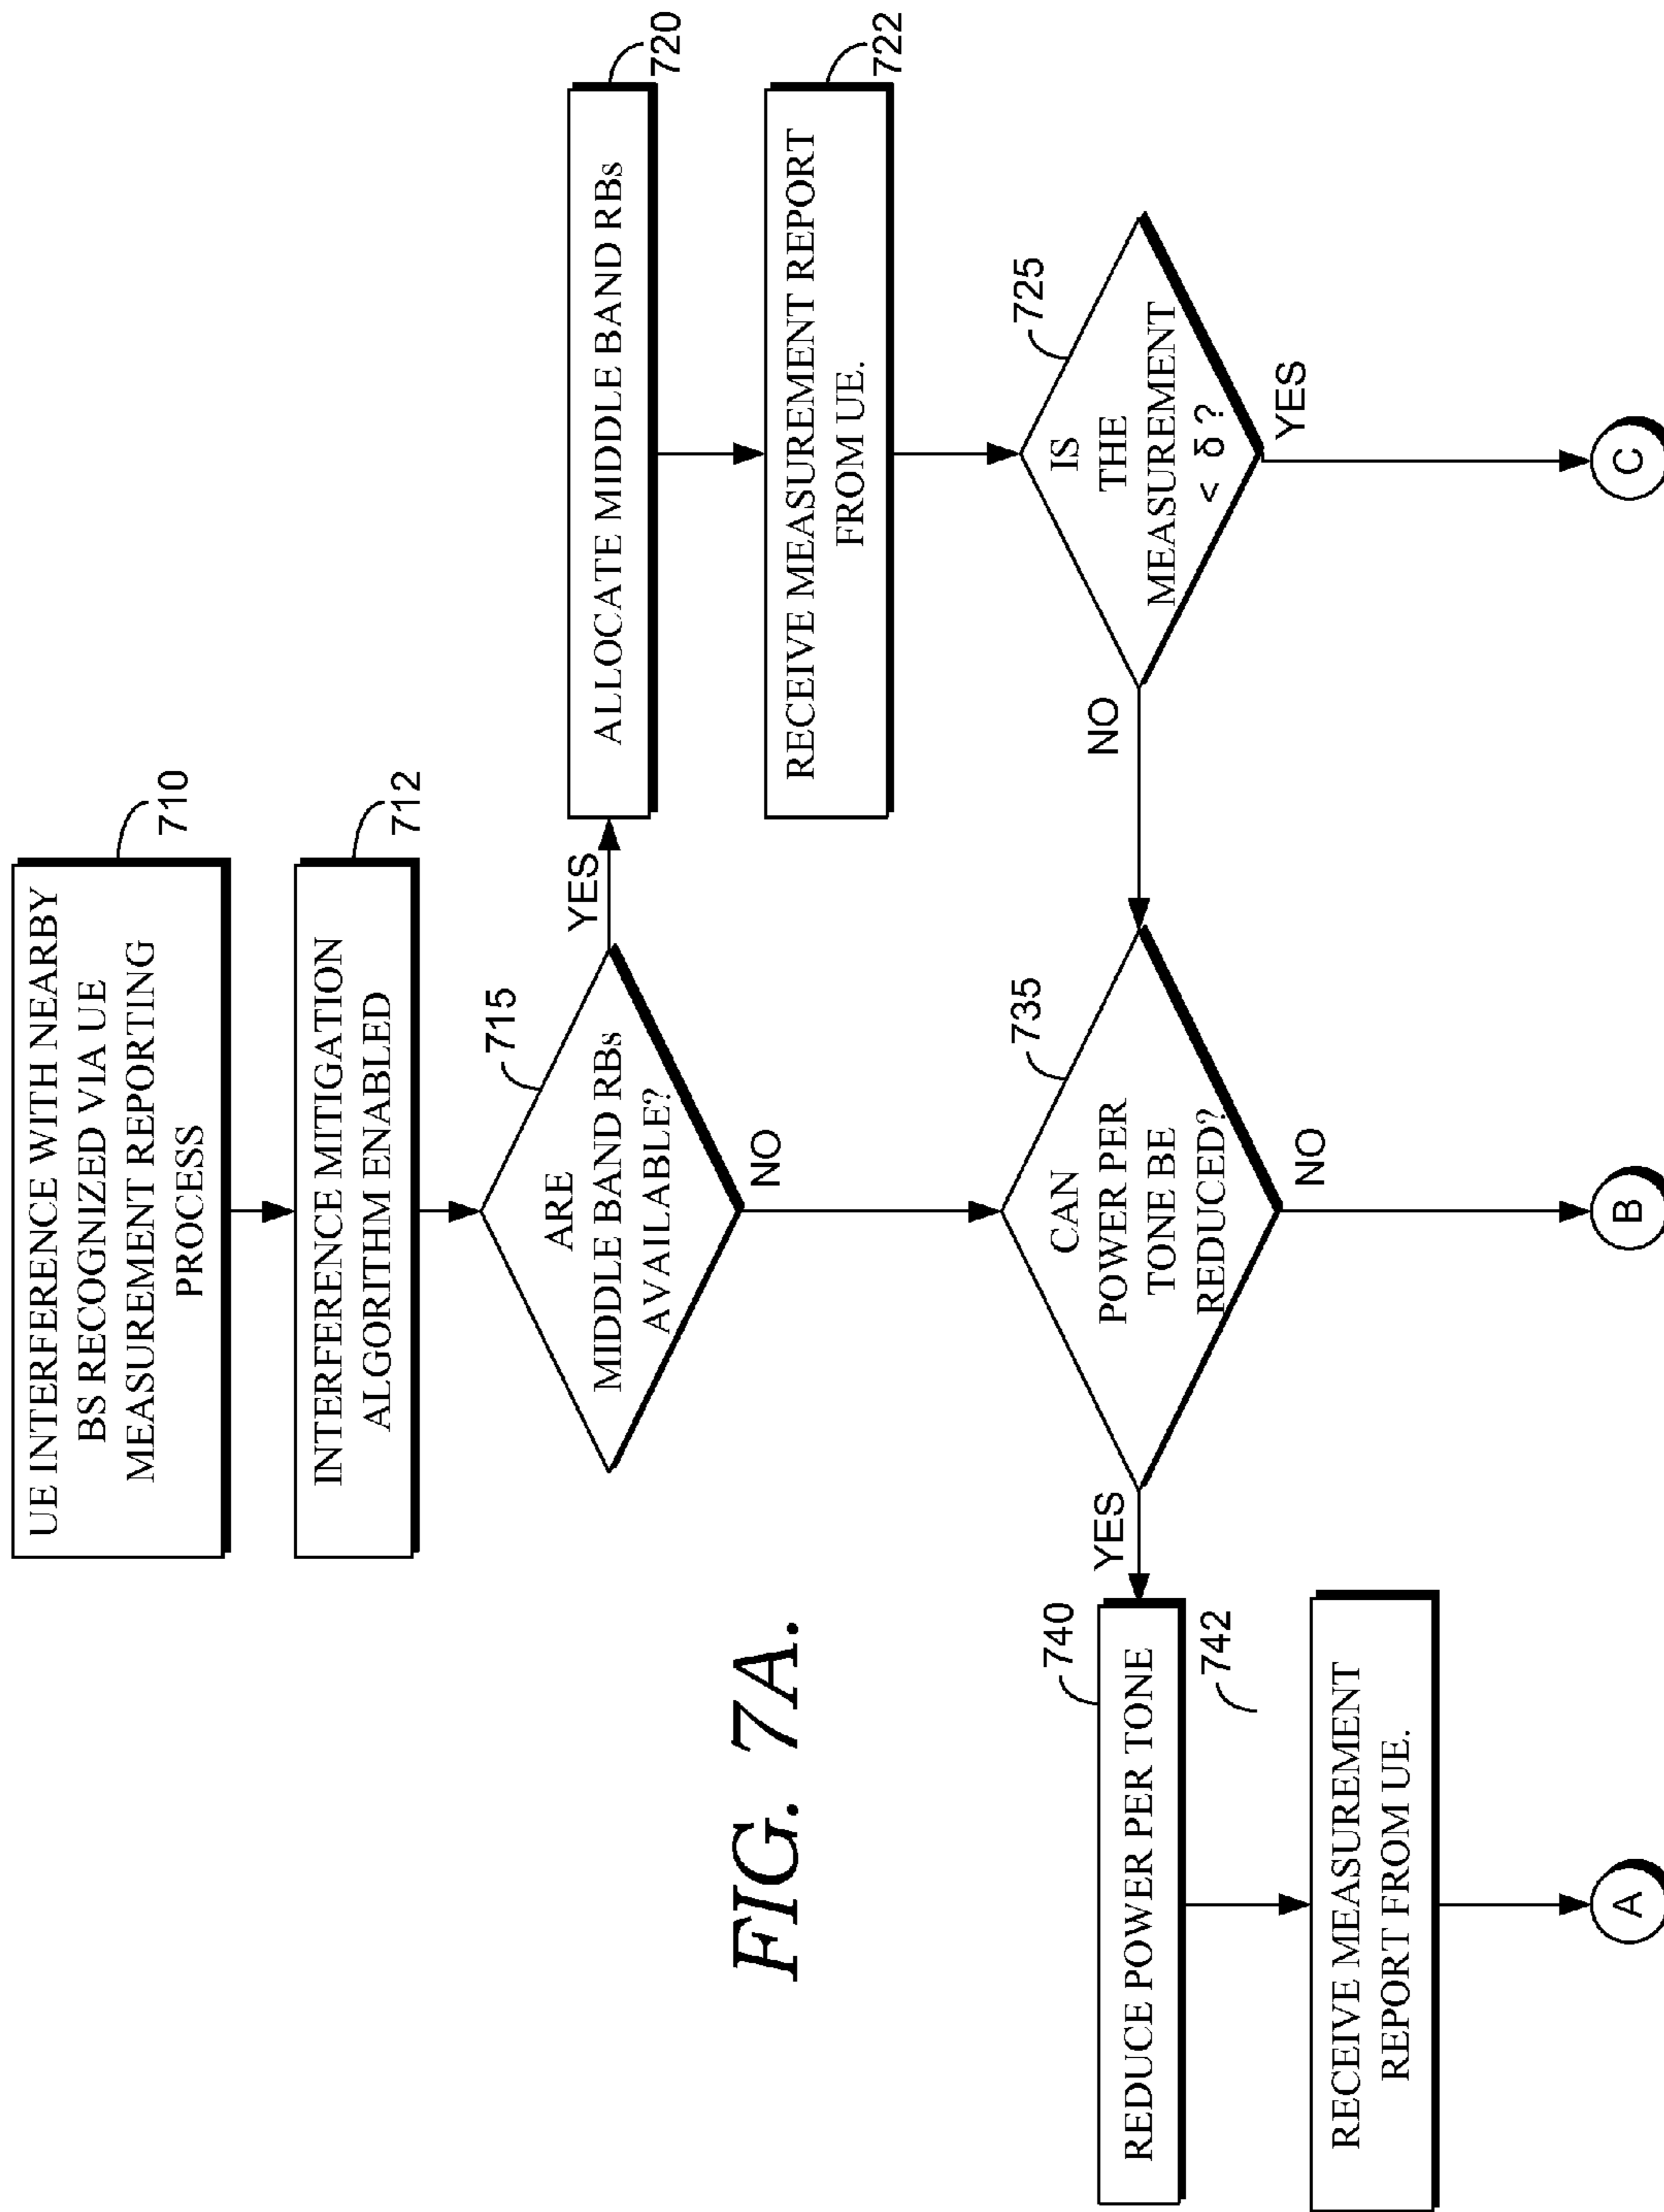 UE INTERFERENCE WITH NEARBY
BS RECOGNIZED VIA UE
MEASUREMENT REPORTING
PROCESS
710
INTERFERENCE MITIGATION
ALGORITHM ENABLED
712
ARE
MIDDLE BAND RBs
AVAILABLE?
715
YES
NO
ALLOCATE MIDDLE BAND RBs
720
RECEIVE MEASUREMENT REPORT
FROM UE.
722
IS
THE
MEASUREMENT
< δ ?
725
NO
YES
CAN
POWER PER
TONE BE
REDUCED?
735
YES
NO
REDUCE POWER PER TONE
740
RECEIVE MEASUREMENT
REPORT FROM UE.
742
A
B
C
FIG. 7A.